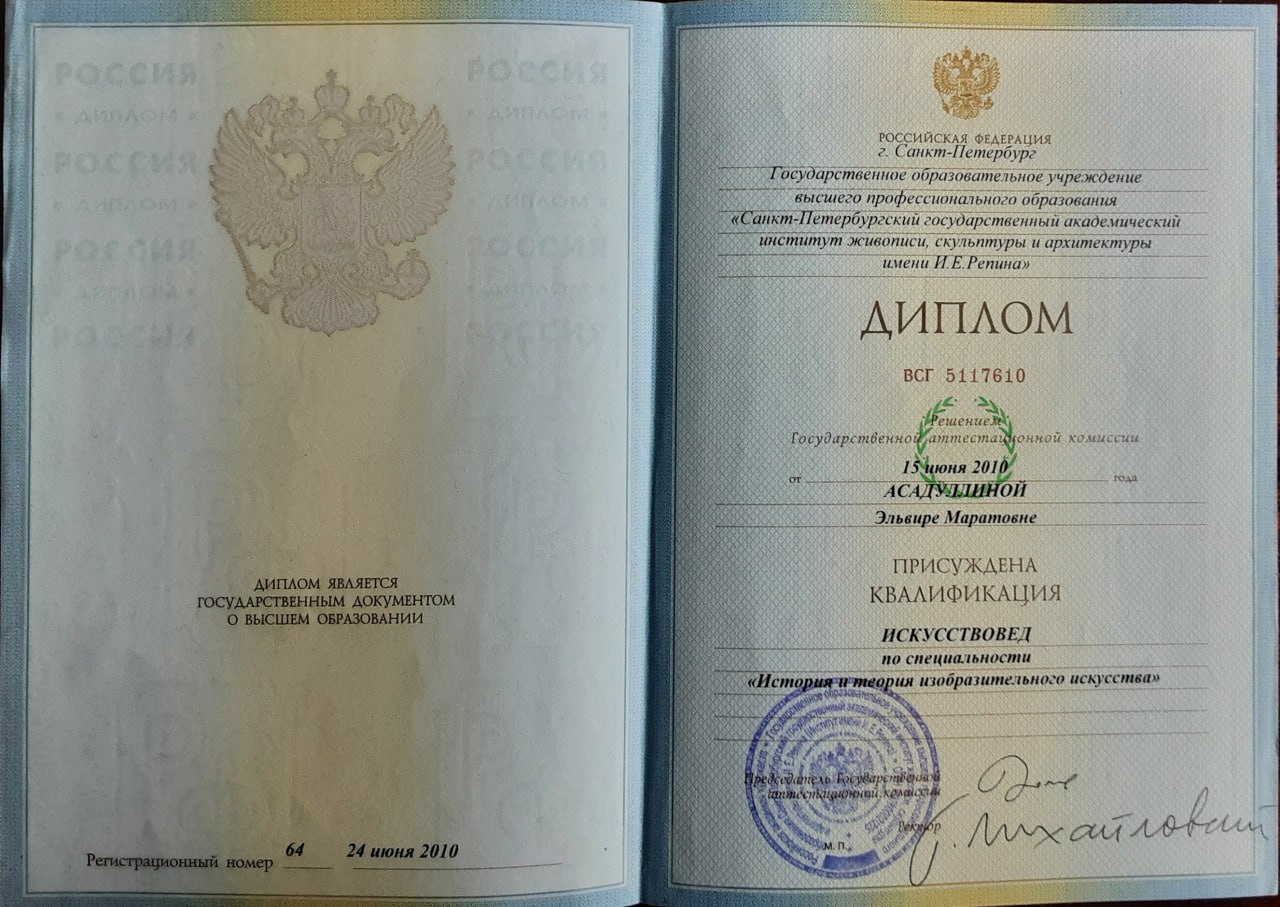 РОССИЯ РОССИЯ
« ДИПЛОМ » « ДИПЛОМ »
РОССИЯ РОССИЯ
« ДИПЛОМ » « ДИПЛОМ »
РОССИЯ РОССИЯ
« ДИПЛОМ » « ДИПЛОМ »
РОССИЯ РОССИЯ
ДИПЛОМ ЯВЛЯЕТСЯ
ГОСУДАРСТВЕННЫМ ДОКУМЕНТОМ
О ВЫСШЕМ ОБРАЗОВАНИИ
Регистрационный номер 64 24 июня 2010
РОССИЙСКАЯ ФЕДЕРАЦИЯ
г. Санкт-Петербург
Государственное образовательное учреждение
высшего профессионального образования
«Санкт-Петербургский государственный академический
институт живописи, скульптуры и архитектуры
имени И.Е.Репина»
ДИПЛОМ
ВСГ 5117610
Решением
Государственной аттестационной комиссии
от 15 июня 2010 года
АСАДУЛЛИНОЙ
Эльвире Маратовне
ПРИСУЖДЕНА
КВАЛИФИКАЦИЯ
ИСКУССТВОВЕД
по специальности
«История и теория изобразительного искусства»
Председатель Государственной
аттестационной комиссии
Ректор
М. П.